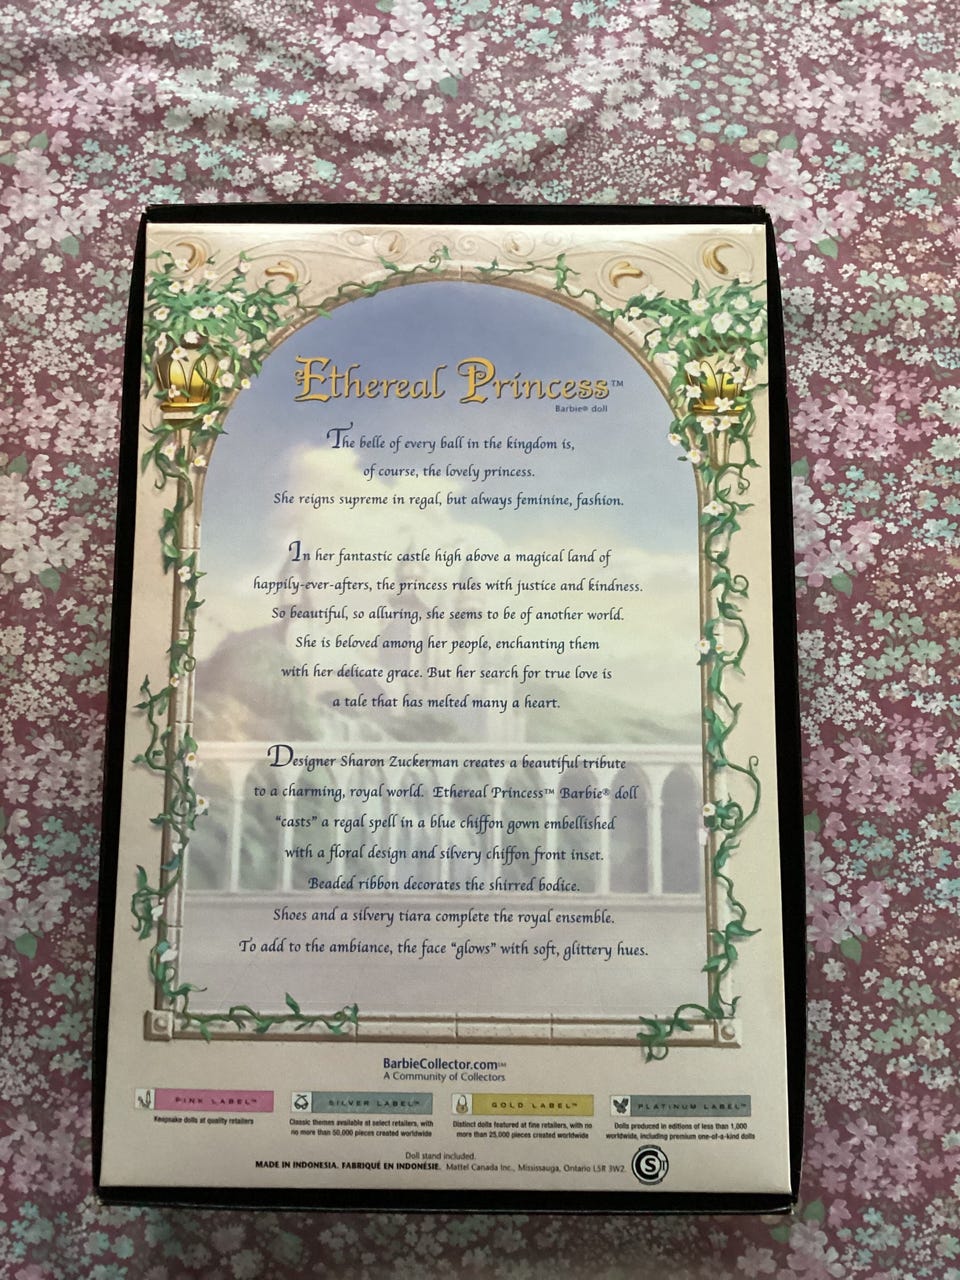 Ethereal Princess™
Barbie® doll
The belle of every ball in the kingdom is,
of course, the lovely princess.
She reigns supreme in regal, but always feminine, fashion.
In her fantastic castle high above a magical land of
happily-ever-afters, the princess rules with justice and kindness.
So beautiful, so alluring, she seems to be of another world.
She is beloved among her people, enchanting them
with her delicate grace. But her search for true love is
a tale that has melted many a heart.
Designer Sharon Zuckerman creates a beautiful tribute
to a charming, royal world. Ethereal Princess™ Barbie® doll
“casts” a regal spell in a blue chiffon gown embellished
with a floral design and silvery chiffon front inset.
Beaded ribbon decorates the shirred bodice.
Shoes and a silvery tiara complete the royal ensemble.
To add to the ambiance, the face “glows” with soft, glittery hues.
BarbieCollector.com℠
A Community of Collectors
PINK LABEL™
Keepsake dolls at quality retailers
SILVER LABEL™
Classic themes available at select retailers, with
no more than 50,000 pieces created worldwide
GOLD LABEL™
Distinct dolls featured at fine retailers, with no
more than 25,000 pieces created worldwide
PLATINUM LABEL™
Dolls produced in editions of less than 1,000
worldwide, including premium one-of-a-kind dolls
Doll stand included.
MADE IN INDONESIA. FABRIQUÉ EN INDONÉSIE. Mattel Canada Inc., Mississauga, Ontario L5R 3W2.
S T